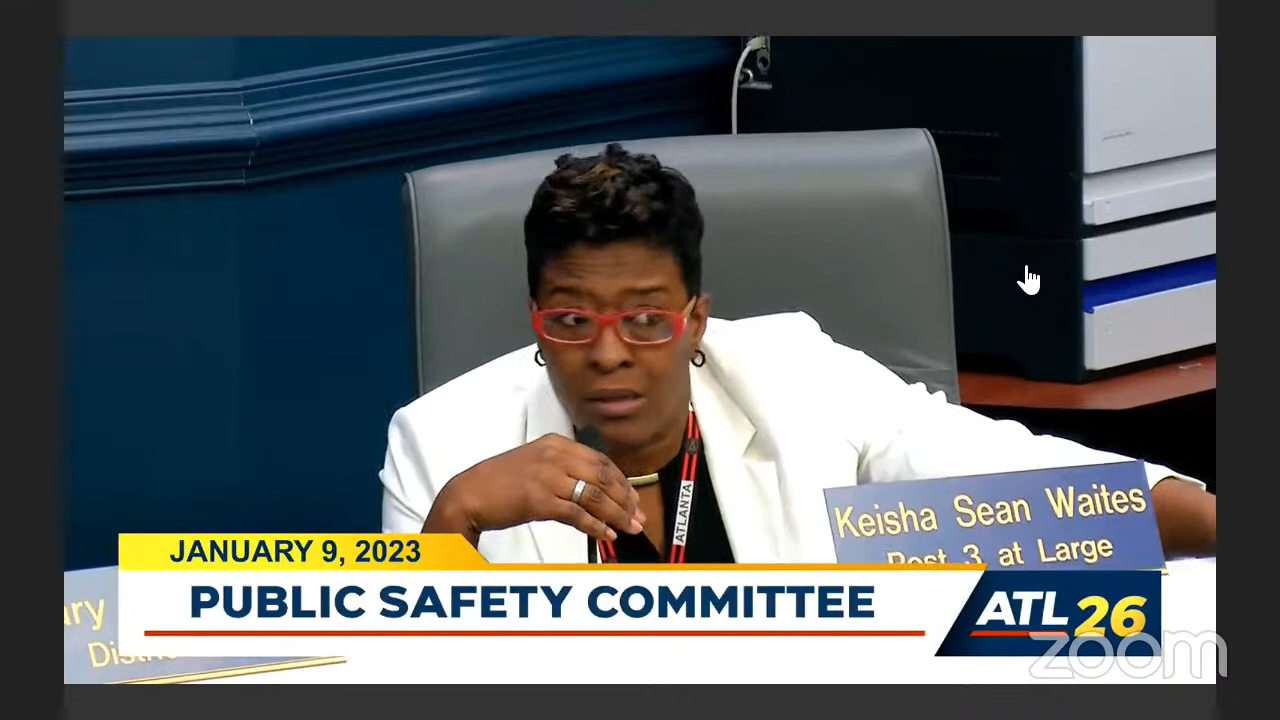 ATLANTA
Keisha Sean Waites
Post 3 at Large
JANUARY 9, 2023
PUBLIC SAFETY COMMITTEE
ATL 26
zoom